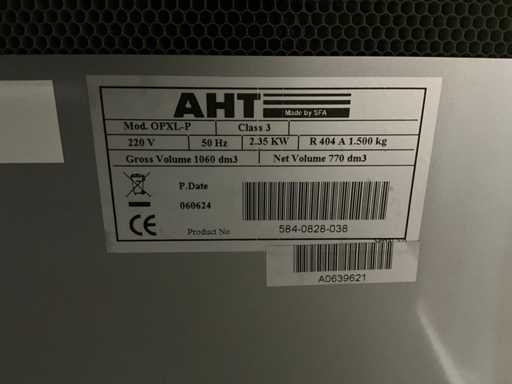 AHT
Made by SFA
Mod. OPXL-P Class 3
220 V 50 Hz 2.35 KW R 404 A 1.500 kg
Gross Volume 1060 dm3 Net Volume 770 dm3
P.Date
060624
CE Product No 584-0828-038
A0639621